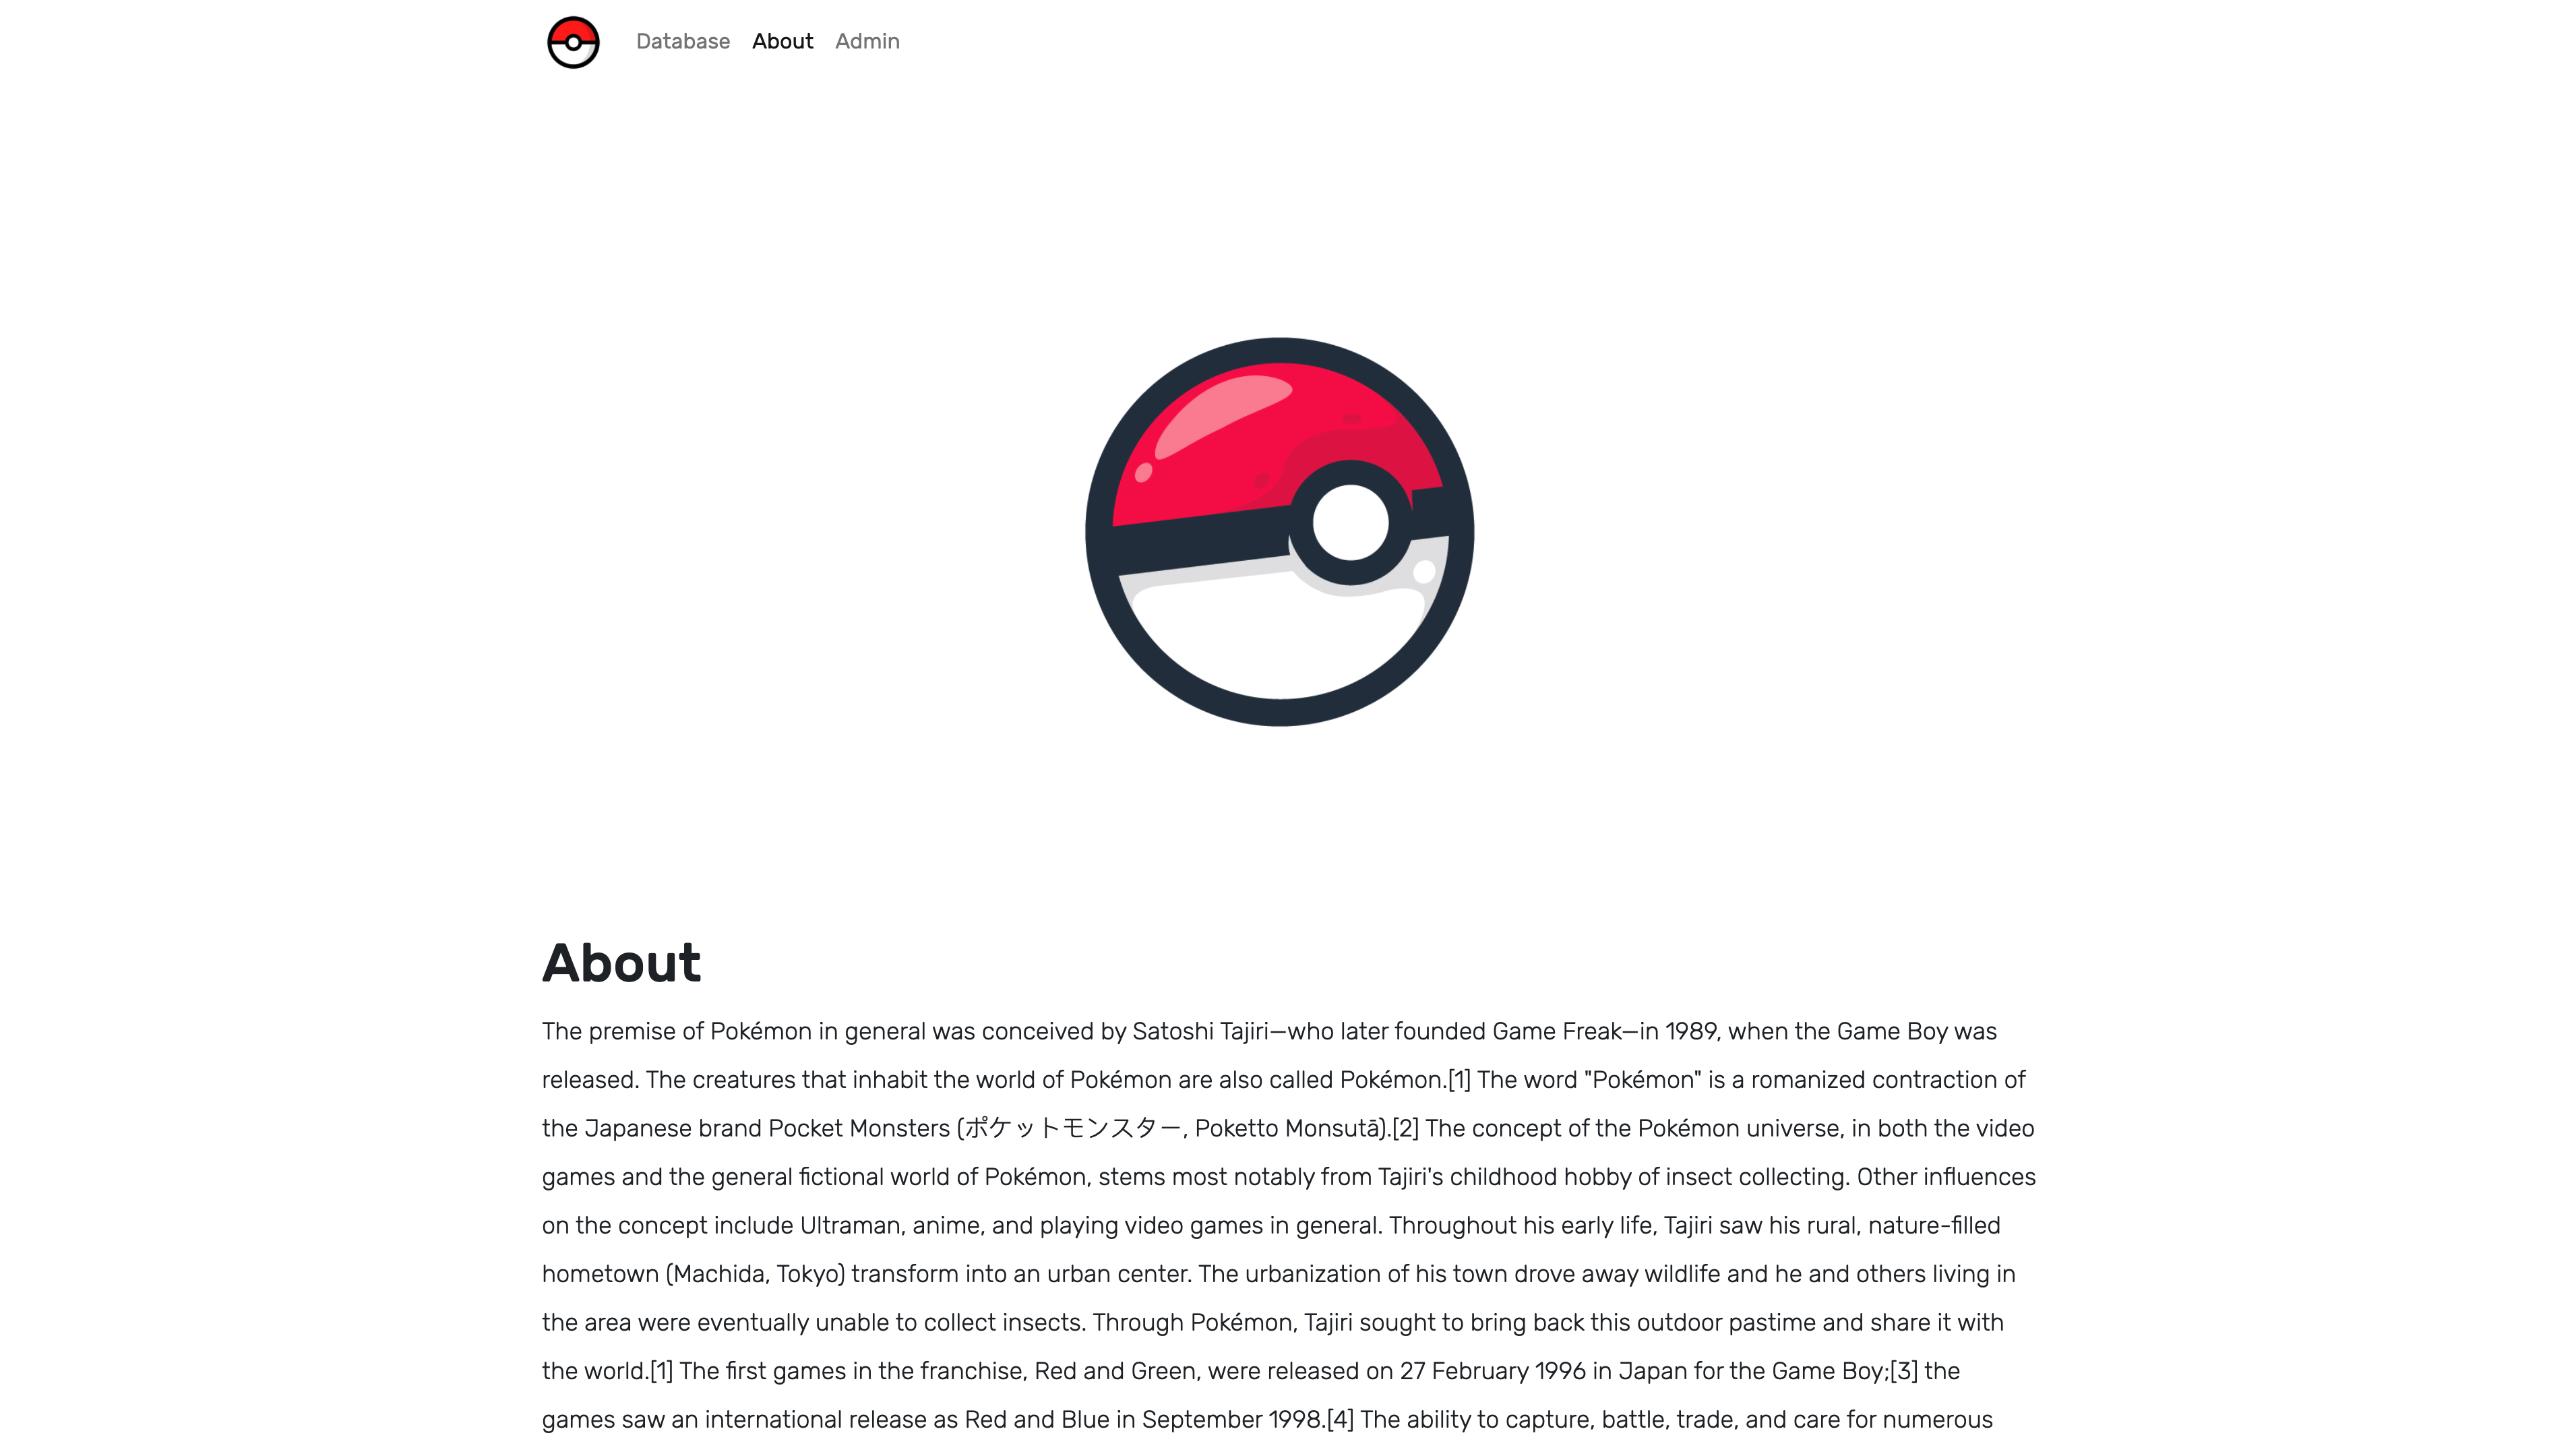 Database About Admin
About
The premise of Pokémon in general was conceived by Satoshi Tajiri—who later founded Game Freak—in 1989, when the Game Boy was
released. The creatures that inhabit the world of Pokémon are also called Pokémon.[1] The word "Pokémon" is a romanized contraction of
the Japanese brand Pocket Monsters (ポケットモンスター, Poketto Monsutā).[2] The concept of the Pokémon universe, in both the video
games and the general fictional world of Pokémon, stems most notably from Tajiri's childhood hobby of insect collecting. Other influences
on the concept include Ultraman, anime, and playing video games in general. Throughout his early life, Tajiri saw his rural, nature-filled
hometown (Machida, Tokyo) transform into an urban center. The urbanization of his town drove away wildlife and he and others living in
the area were eventually unable to collect insects. Through Pokémon, Tajiri sought to bring back this outdoor pastime and share it with
the world.[1] The first games in the franchise, Red and Green, were released on 27 February 1996 in Japan for the Game Boy;[3] the
games saw an international release as Red and Blue in September 1998.[4] The ability to capture, battle, trade, and care for numerous